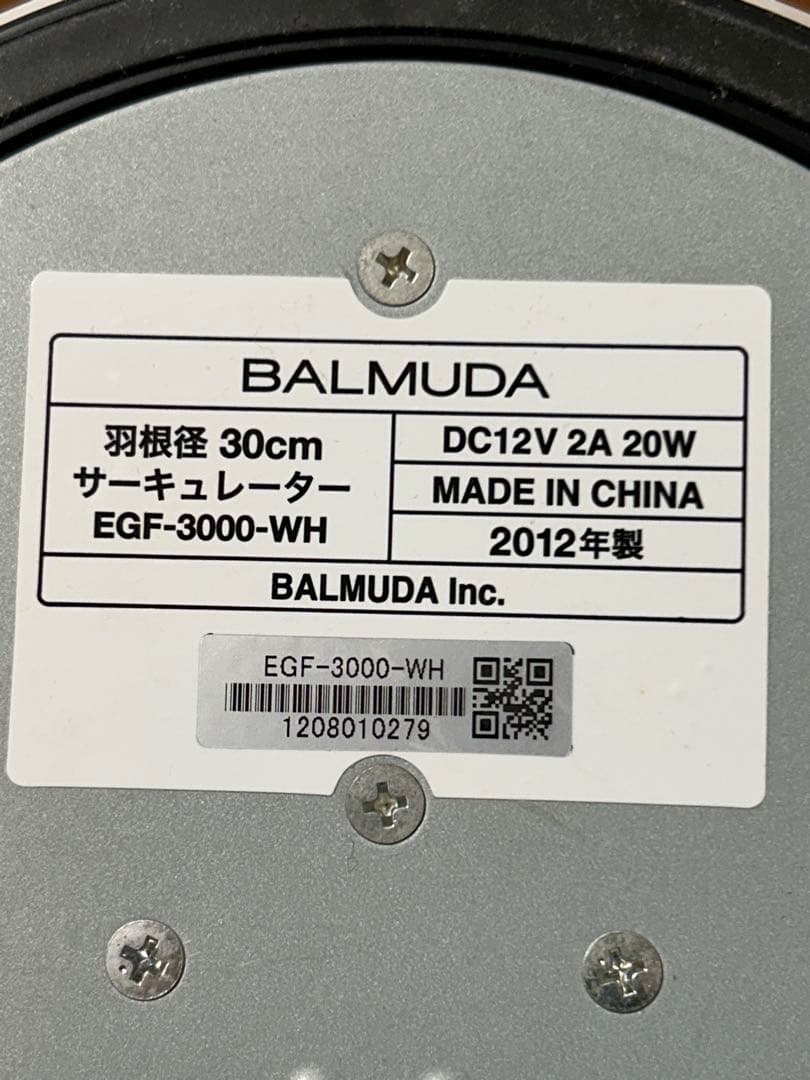 BALMUDA
羽根径 30cm
サーキュレーター
EGF-3000-WH
DC12V 2A 20W
MADE IN CHINA
2012年製
BALMUDA Inc.
EGF-3000-WH
1208010279